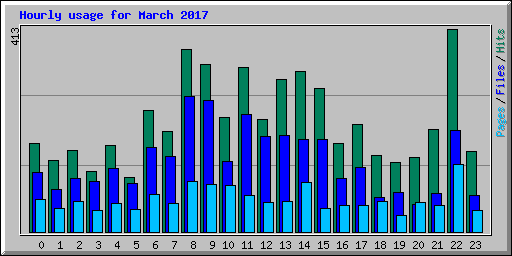 Hourly usage for March 2017
413
Pages / Files / Hits
0 1 2 3 4 5 6 7 8 9 10 11 12 13 14 15 16 17 18 19 20 21 22 23